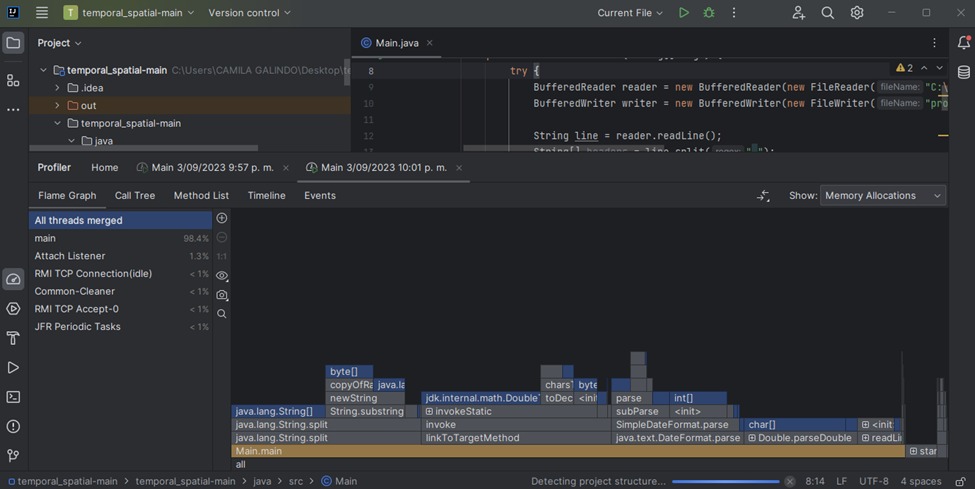 T temporal_spatial-main Version control Current File
Project Main.java ×
temporal_spatial-main C:\Users\CAMILA GALINDO\Desktop\te
8 try { 2
.idea 9 BufferedReader reader = new BufferedReader(new FileReader( fileName: "C:\
out 10 BufferedWriter writer = new BufferedWriter(new FileWriter( fileName: "pro
temporal_spatial-main 11
java 12 String line = reader.readLine();
Profiler Home Main 3/09/2023 9:57 p. m. × Main 3/09/2023 10:01 p. m. ×
Flame Graph Call Tree Method List Timeline Events Show: Memory Allocations
All threads merged
main 98.4%
Attach Listener 1.3%
RMI TCP Connection(idle) < 1%
Common-Cleaner < 1%
RMI TCP Accept-0 < 1%
JFR Periodic Tasks < 1%
1:1
byte[]
copyOfRa java.la chars byte
newString jdk.internal.math.Double toDec <ini parse int[]
java.lang.String[] String.substring invokeStatic subParse <init>
java.lang.String.split invoke SimpleDateFormat.parse char[] <init
java.lang.String.split linkToTargetMethod java.text.DateFormat.parse Double.parseDouble readLi
Main.main star
all
temporal_spatial-main > temporal_spatial-main > java > src > Main Detecting project structure... 8:14 LF UTF-8 4 spaces